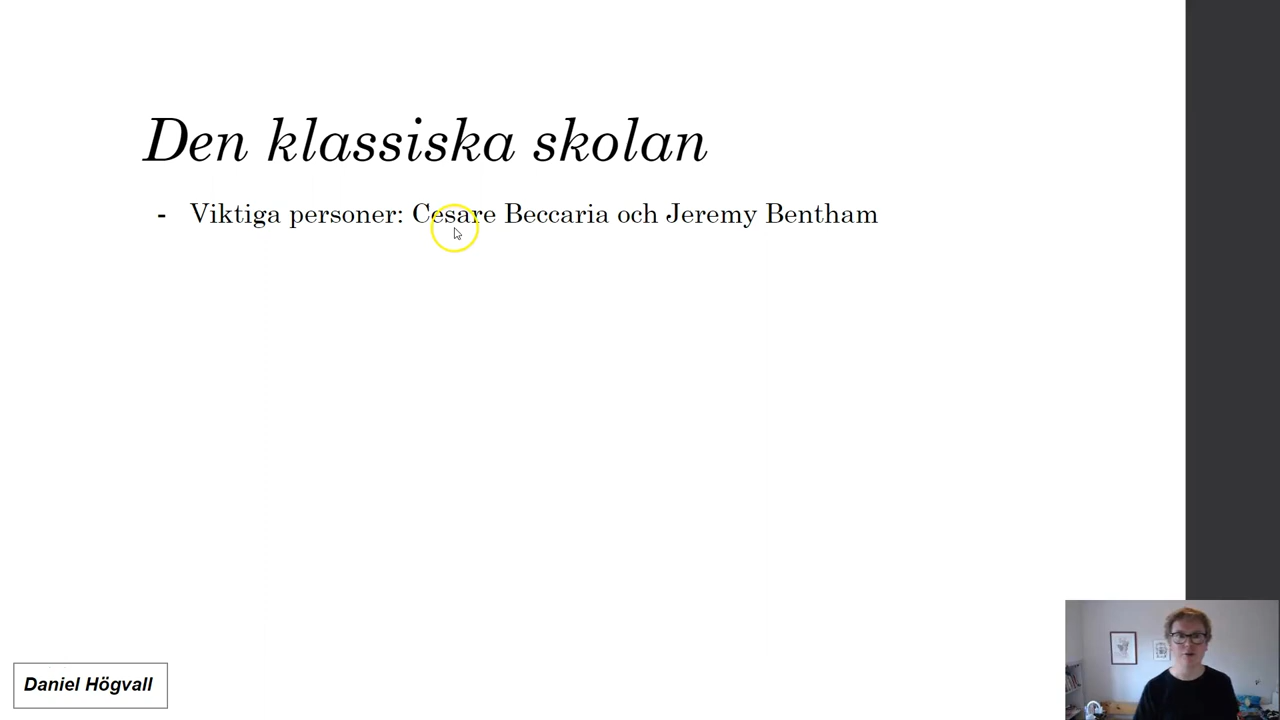 Den klassiska skolan
- Viktiga personer: Cesare Beccaria och Jeremy Bentham
Daniel Högvall